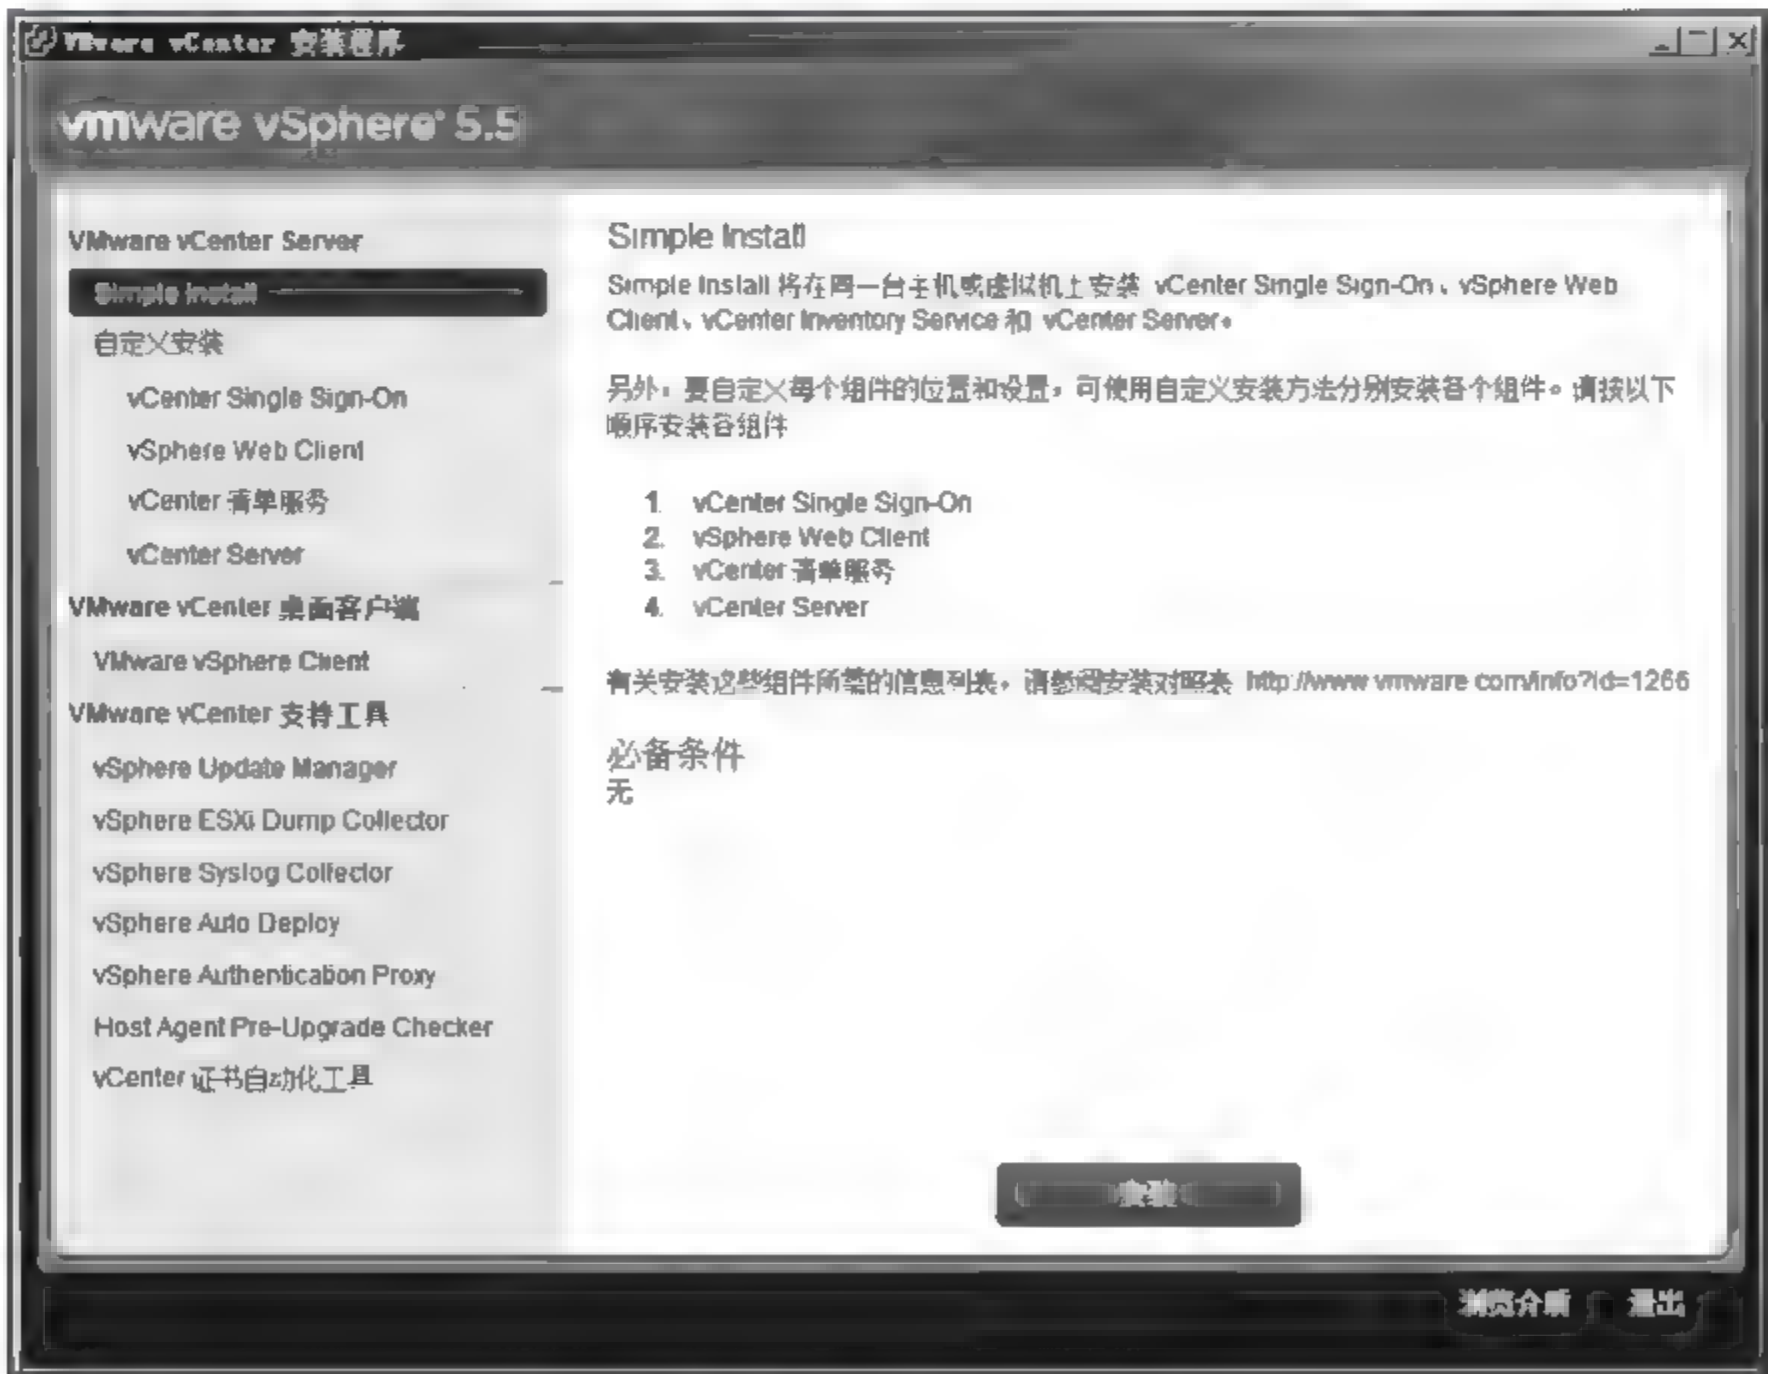 VMware vCenter 安装程序
vmware vSphere 5.5
VMware vCenter Server
Simple Install
自定义安装
vCenter Single Sign-On
vSphere Web Client
vCenter 清单服务
vCenter Server
VMware vCenter 桌面客户端
VMware vSphere Client
VMware vCenter 支持工具
vSphere Update Manager
vSphere ESXi Dump Collector
vSphere Syslog Collector
vSphere Auto Deploy
vSphere Authentication Proxy
Host Agent Pre-Upgrade Checker
vCenter 证书自动化工具
Simple Install
Simple Install 将在同一台主机或虚拟机上安装 vCenter Single Sign-On、vSphere Web
Client、vCenter Inventory Service 和 vCenter Server。
另外，要自定义每个组件的位置和设置，可使用自定义安装方法分别安装各个组件。请按以下
顺序安装各组件
1. vCenter Single Sign-On
2. vSphere Web Client
3. vCenter 清单服务
4. vCenter Server
有关安装这些组件所需的信息列表，请参阅安装对照表 http://www.vmware.com/info?id=1266
必备条件
无
安装
浏览介质 退出